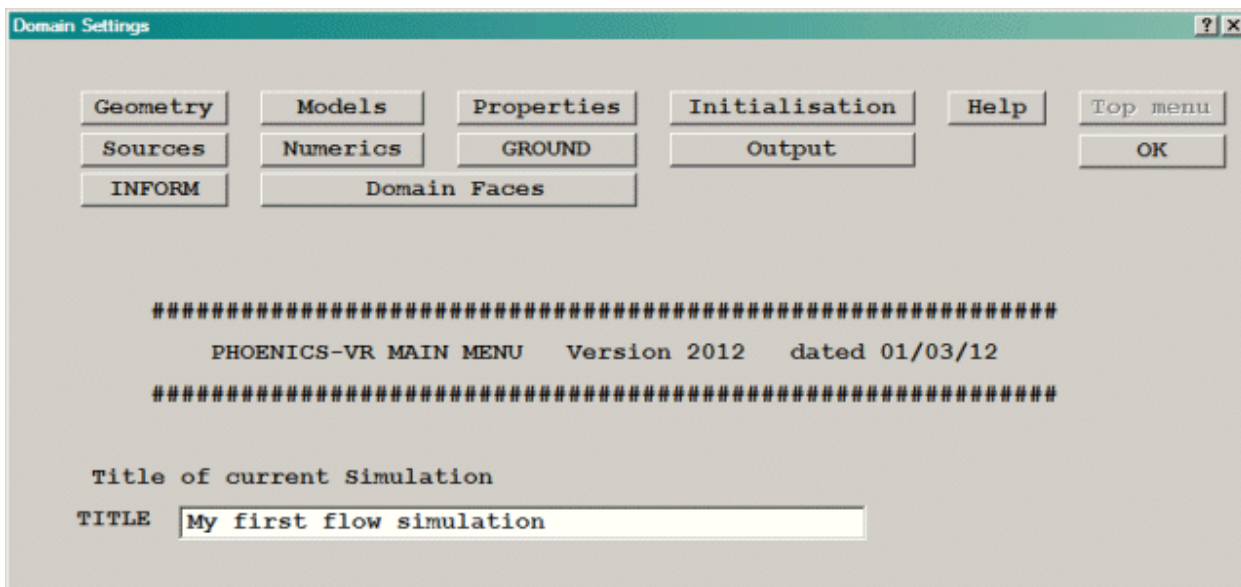 Domain Settings
Geometry Models Properties Initialisation Help Top menu
Sources Numerics GROUND Output OK
INFORM Domain Faces
#############################################################
PHOENICS-VR MAIN MENU Version 2012 dated 01/03/12
#############################################################
Title of current Simulation
TITLE My first flow simulation